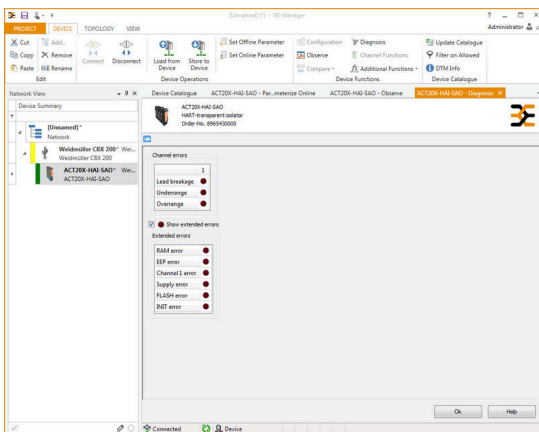 [Unnamed] (*) - WI-Manager
PROJECT DEVICE TOPOLOGY VIEW Administrator
Cut Add... Connect Disconnect Load from Device Store to Device Set Offline Parameter Configuration Diagnosis Update Catalogue
Copy Remove Set Online Parameter Observe Channel Functions Filter on Allowed
Paste Rename Compare Additional Functions DTM Info
Edit Device Operations Device Functions Device Catalogue
Network View Device Catalogue ACT20X-HAI-SAO - Par...meterize Online ACT20X-HAI-SAO - Observe ACT20X-HAI-SAO - Diagnosis
Device Summary
ACT20X-HAI-SAO
HART-transparent isolator
Order-No. 8965430000
[Unnamed]*
Network
Weidmüller CBX 200* Wei...
Weidmüller CBX 200
ACT20X-HAI-SAO* Wei...
ACT20X-HAI-SAO
Channel errors
1
Lead breakage
Underrange
Overrange
Show extended errors
Extended errors
RAM error
EEP error
Channel 1 error
Supply error
FLASH error
INIT error
Ok Help
Connected Device